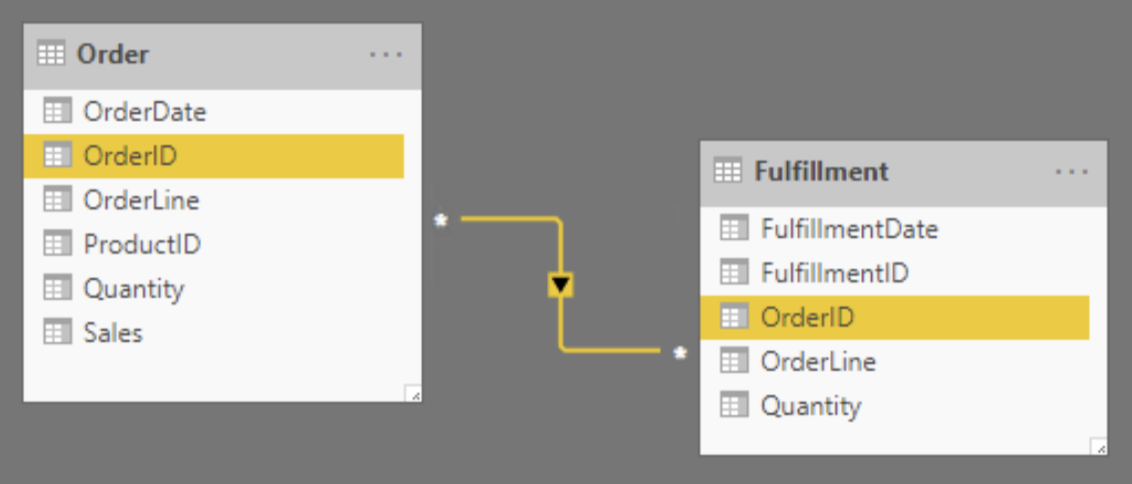 Order
OrderDate
OrderID
OrderLine
ProductID
Quantity
Sales
*
*
Fulfillment
FulfillmentDate
FulfillmentID
OrderID
OrderLine
Quantity